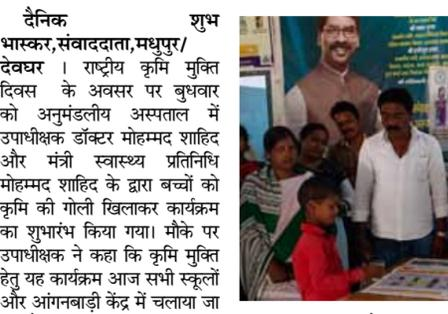 दैनिक शुभ
भास्कर,संवाददाता,मधुपुर/
देवघर । राष्ट्रीय कृमि मुक्ति
दिवस के अवसर पर बुधवार
को अनुमंडलीय अस्पताल में
उपाधीक्षक डॉक्टर मोहम्मद शाहिद
और मंत्री स्वास्थ्य प्रतिनिधि
मोहम्मद शाहिद के द्वारा बच्चों को
कृमि की गोली खिलाकर कार्यक्रम
का शुभारंभ किया गया। मौके पर
उपाधीक्षक ने कहा कि कृमि मुक्ति
हेतु यह कार्यक्रम आज सभी स्कूलों
और आंगनबाड़ी केंद्र में चलाया जा